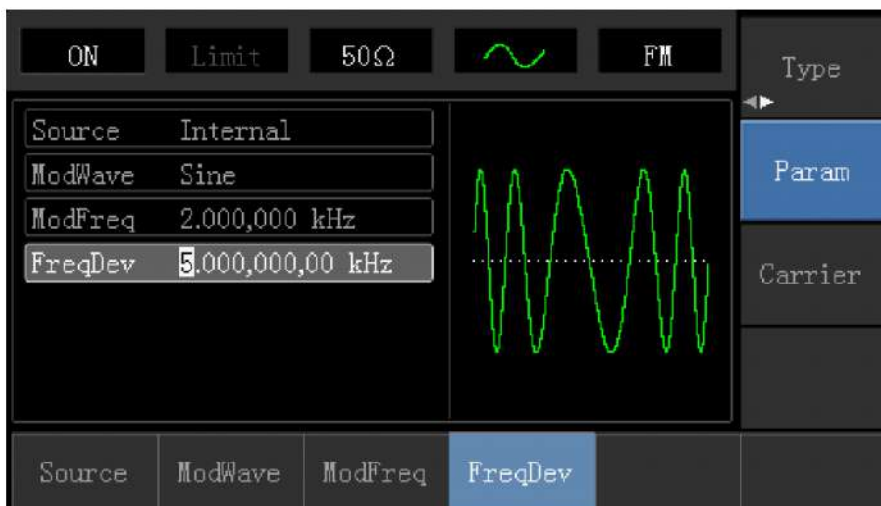 ON Limit 50Ω FM
Type
Source Internal
ModWave Sine
Param
ModFreq 2.000,000 kHz
FreqDev 5.000,000,00 kHz
Carrier
Source ModWave ModFreq FreqDev